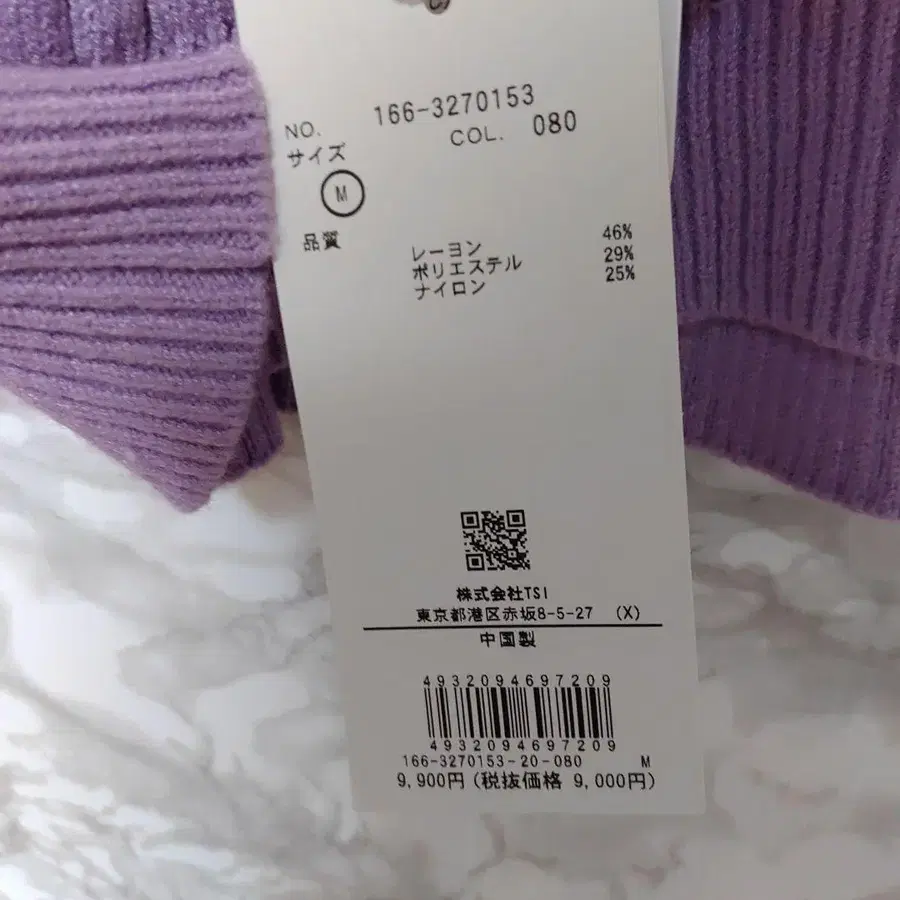 NO. 166-3270153
COL. 080
サイズ
M
品質
レーヨン 46%
ポリエステル 29%
ナイロン 25%
株式会社TSI
東京都港区赤坂8-5-27 (X)
中国製
4932094697209
4932094697209
166-3270153-20-080 M
9,900円(税抜価格 9,000円)